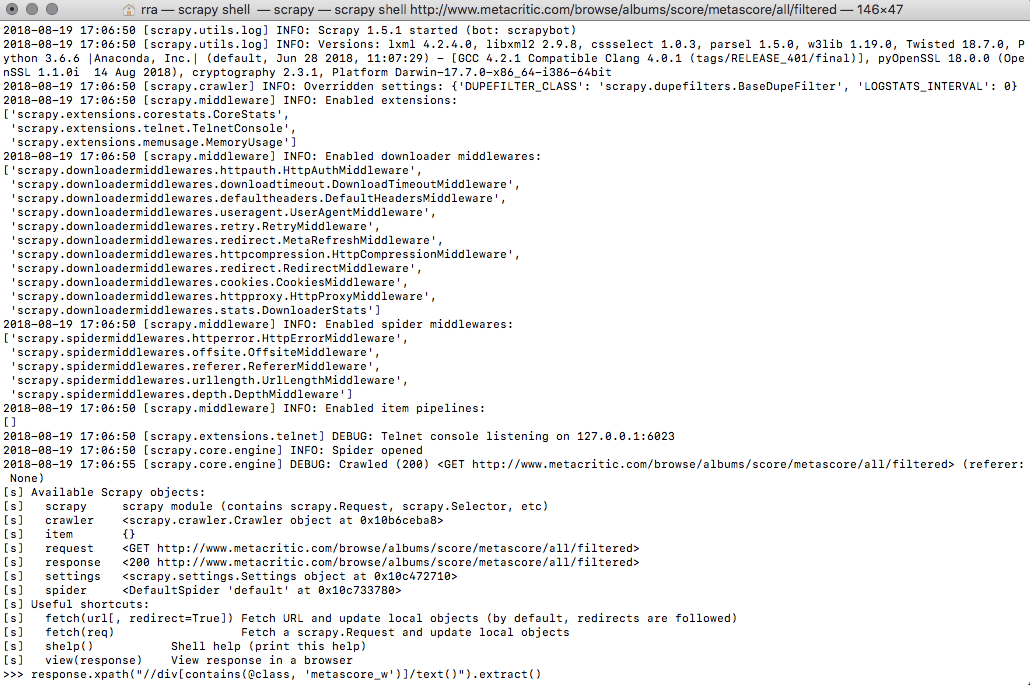 rra — scrapy shell — scrapy — scrapy shell http://www.metacritic.com/browse/albums/score/metascore/all/filtered — 146×47
2018-08-19 17:06:50 [scrapy.utils.log] INFO: Scrapy 1.5.1 started (bot: scrapybot)
2018-08-19 17:06:50 [scrapy.utils.log] INFO: Versions: lxml 4.2.4.0, libxml2 2.9.8, cssselect 1.0.3, parsel 1.5.0, w3lib 1.19.0, Twisted 18.7.0, P
ython 3.6.6 |Anaconda, Inc.| (default, Jun 28 2018, 11:07:29) - [GCC 4.2.1 Compatible Clang 4.0.1 (tags/RELEASE_401/final)], pyOpenSSL 18.0.0 (Ope
nSSL 1.1.0i  14 Aug 2018), cryptography 2.3.1, Platform Darwin-17.7.0-x86_64-i386-64bit
2018-08-19 17:06:50 [scrapy.crawler] INFO: Overridden settings: {'DUPEFILTER_CLASS': 'scrapy.dupefilters.BaseDupeFilter', 'LOGSTATS_INTERVAL': 0}
2018-08-19 17:06:50 [scrapy.middleware] INFO: Enabled extensions:
['scrapy.extensions.corestats.CoreStats',
 'scrapy.extensions.telnet.TelnetConsole',
 'scrapy.extensions.memusage.MemoryUsage']
2018-08-19 17:06:50 [scrapy.middleware] INFO: Enabled downloader middlewares:
['scrapy.downloadermiddlewares.httpauth.HttpAuthMiddleware',
 'scrapy.downloadermiddlewares.downloadtimeout.DownloadTimeoutMiddleware',
 'scrapy.downloadermiddlewares.defaultheaders.DefaultHeadersMiddleware',
 'scrapy.downloadermiddlewares.useragent.UserAgentMiddleware',
 'scrapy.downloadermiddlewares.retry.RetryMiddleware',
 'scrapy.downloadermiddlewares.redirect.MetaRefreshMiddleware',
 'scrapy.downloadermiddlewares.httpcompression.HttpCompressionMiddleware',
 'scrapy.downloadermiddlewares.redirect.RedirectMiddleware',
 'scrapy.downloadermiddlewares.cookies.CookiesMiddleware',
 'scrapy.downloadermiddlewares.httpproxy.HttpProxyMiddleware',
 'scrapy.downloadermiddlewares.stats.DownloaderStats']
2018-08-19 17:06:50 [scrapy.middleware] INFO: Enabled spider middlewares:
['scrapy.spidermiddlewares.httperror.HttpErrorMiddleware',
 'scrapy.spidermiddlewares.offsite.OffsiteMiddleware',
 'scrapy.spidermiddlewares.referer.RefererMiddleware',
 'scrapy.spidermiddlewares.urllength.UrlLengthMiddleware',
 'scrapy.spidermiddlewares.depth.DepthMiddleware']
2018-08-19 17:06:50 [scrapy.middleware] INFO: Enabled item pipelines:
[]
2018-08-19 17:06:50 [scrapy.extensions.telnet] DEBUG: Telnet console listening on 127.0.0.1:6023
2018-08-19 17:06:50 [scrapy.core.engine] INFO: Spider opened
2018-08-19 17:06:55 [scrapy.core.engine] DEBUG: Crawled (200) <GET http://www.metacritic.com/browse/albums/score/metascore/all/filtered> (referer:
 None)
[s] Available Scrapy objects:
[s]   scrapy     scrapy module (contains scrapy.Request, scrapy.Selector, etc)
[s]   crawler    <scrapy.crawler.Crawler object at 0x10b6ceba8>
[s]   item       {}
[s]   request    <GET http://www.metacritic.com/browse/albums/score/metascore/all/filtered>
[s]   response   <200 http://www.metacritic.com/browse/albums/score/metascore/all/filtered>
[s]   settings   <scrapy.settings.Settings object at 0x10c472710>
[s]   spider     <DefaultSpider 'default' at 0x10c733780>
[s] Useful shortcuts:
[s]   fetch(url[, redirect=True]) Fetch URL and update local objects (by default, redirects are followed)
[s]   fetch(req)                  Fetch a scrapy.Request and update local objects
[s]   shelp()           Shell help (print this help)
[s]   view(response)    View response in a browser
>>> response.xpath("//div[contains(@class, 'metascore_w')]/text()").extract()